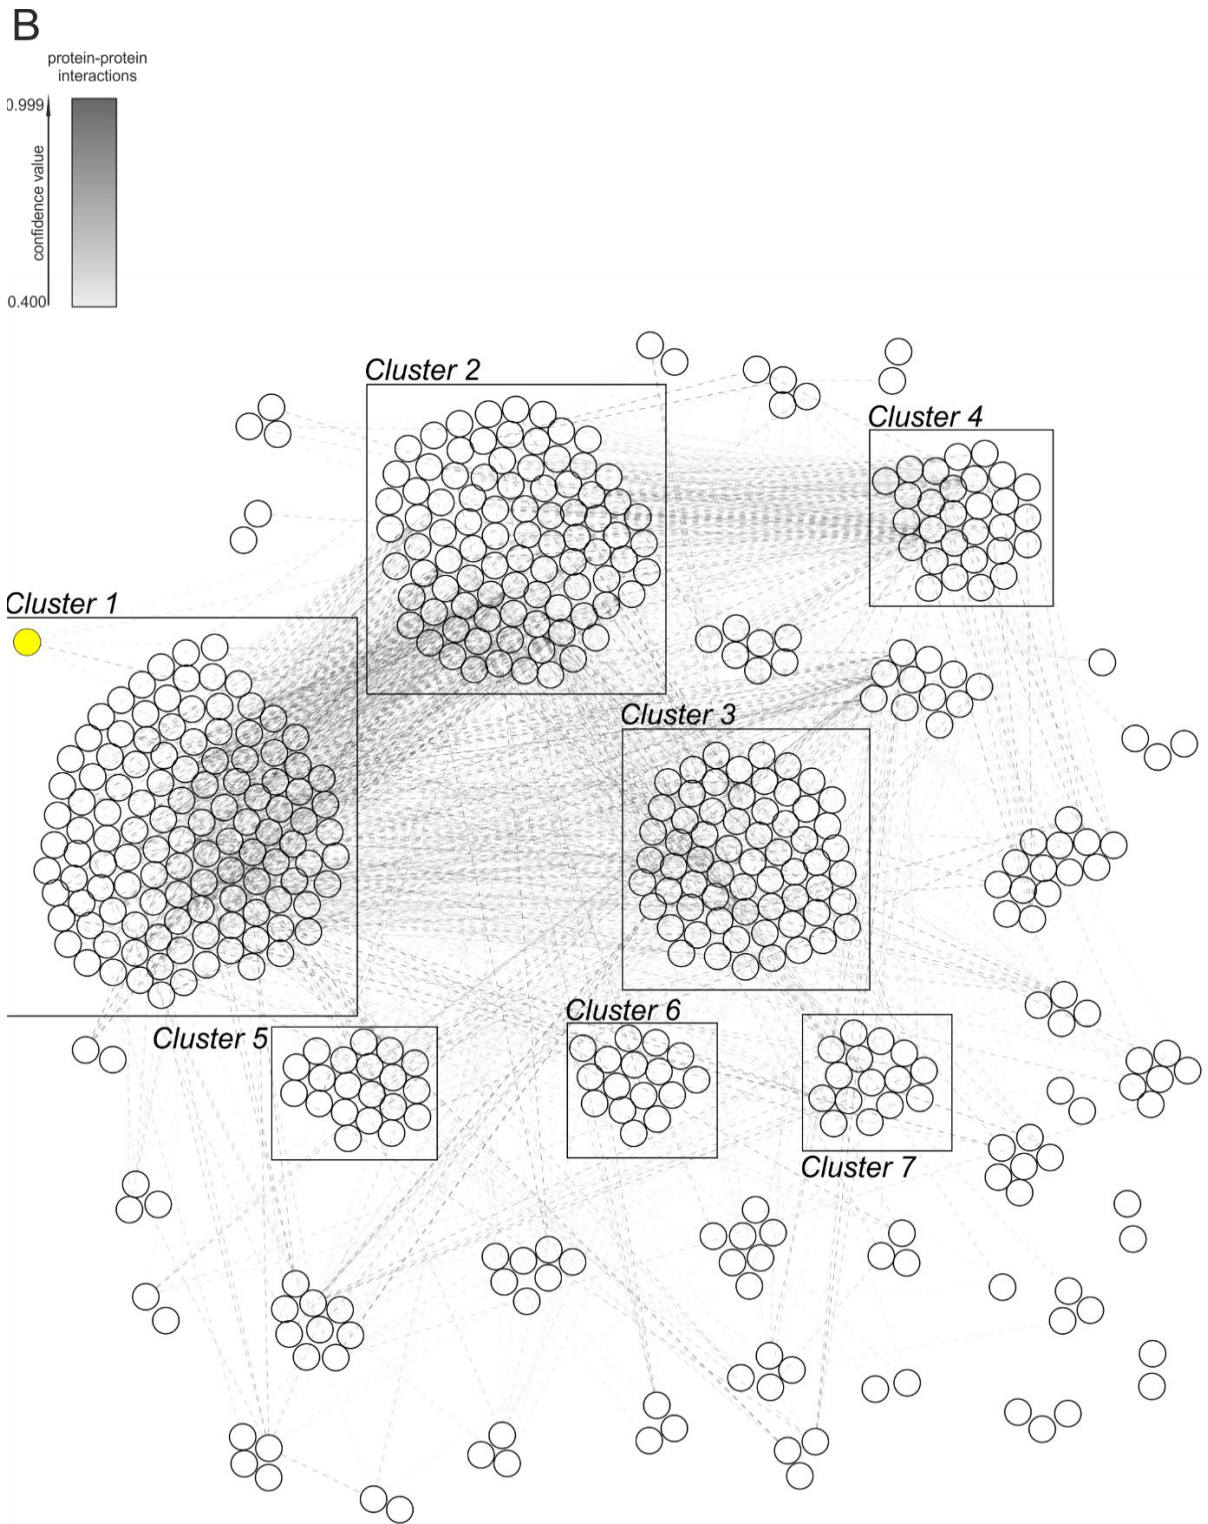 B
protein-protein
interactions
0.999
confidence value
0.400
Cluster 2
Cluster 4
Cluster 1
Cluster 3
Cluster 6
Cluster 5
Cluster 7